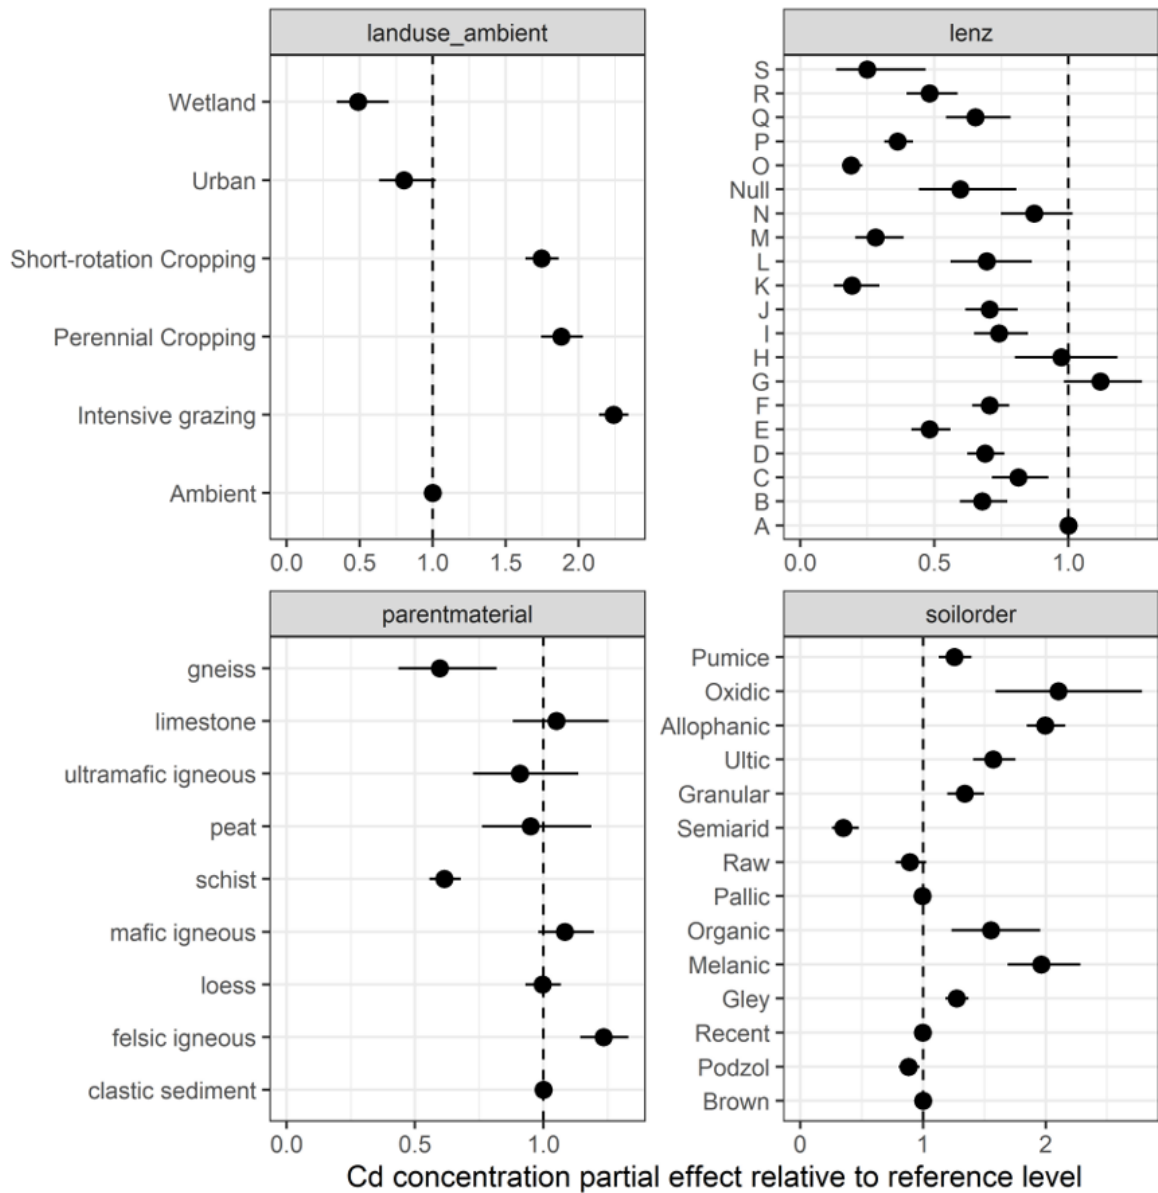 landuse_ambient
Wetland
Urban
Short-rotation Cropping
Perennial Cropping
Intensive grazing
Ambient
0.0 0.5 1.0 1.5 2.0
lenz
S
R
Q
P
O
Null
N
M
L
K
J
I
H
G
F
E
D
C
B
A
0.0 0.5 1.0
parentmaterial
gneiss
limestone
ultramafic igneous
peat
schist
mafic igneous
loess
felsic igneous
clastic sediment
0.0 0.5 1.0
soilorder
Pumice
Oxidic
Allophanic
Ultic
Granular
Semiarid
Raw
Pallic
Organic
Melanic
Gley
Recent
Podzol
Brown
0 1 2
Cd concentration partial effect relative to reference level